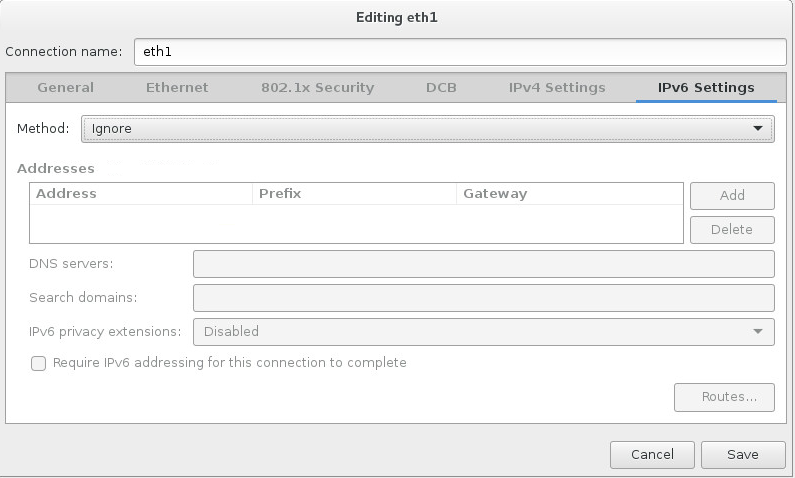 Editing eth1
Connection name: eth1
General Ethernet 802.1x Security DCB IPv4 Settings IPv6 Settings
Method: Ignore
Addresses
Address Prefix Gateway
Add
Delete
DNS servers:
Search domains:
IPv6 privacy extensions: Disabled
Require IPv6 addressing for this connection to complete
Routes...
Cancel Save